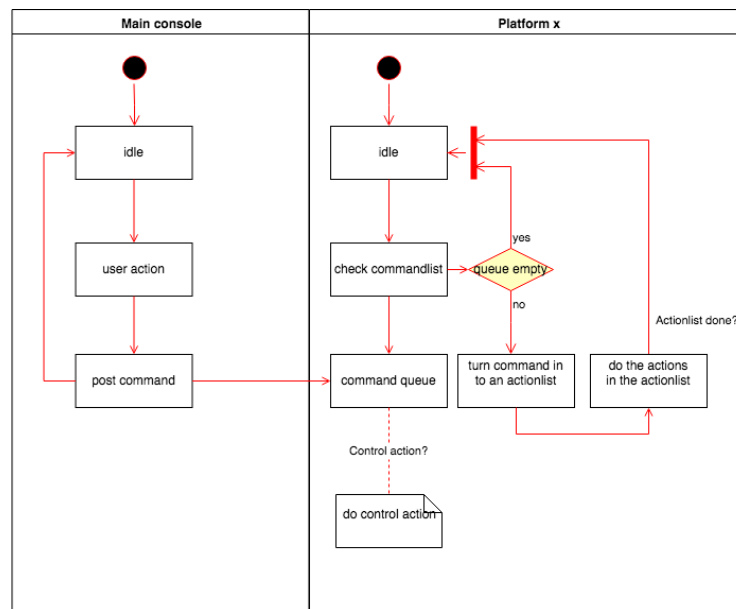 Main console
Platform x
idle
idle
user action
check commandlist
queue empty
yes
no
Actionlist done?
post command
command queue
turn command in
to an actionlist
do the actions
in the actionlist
Control action?
do control action